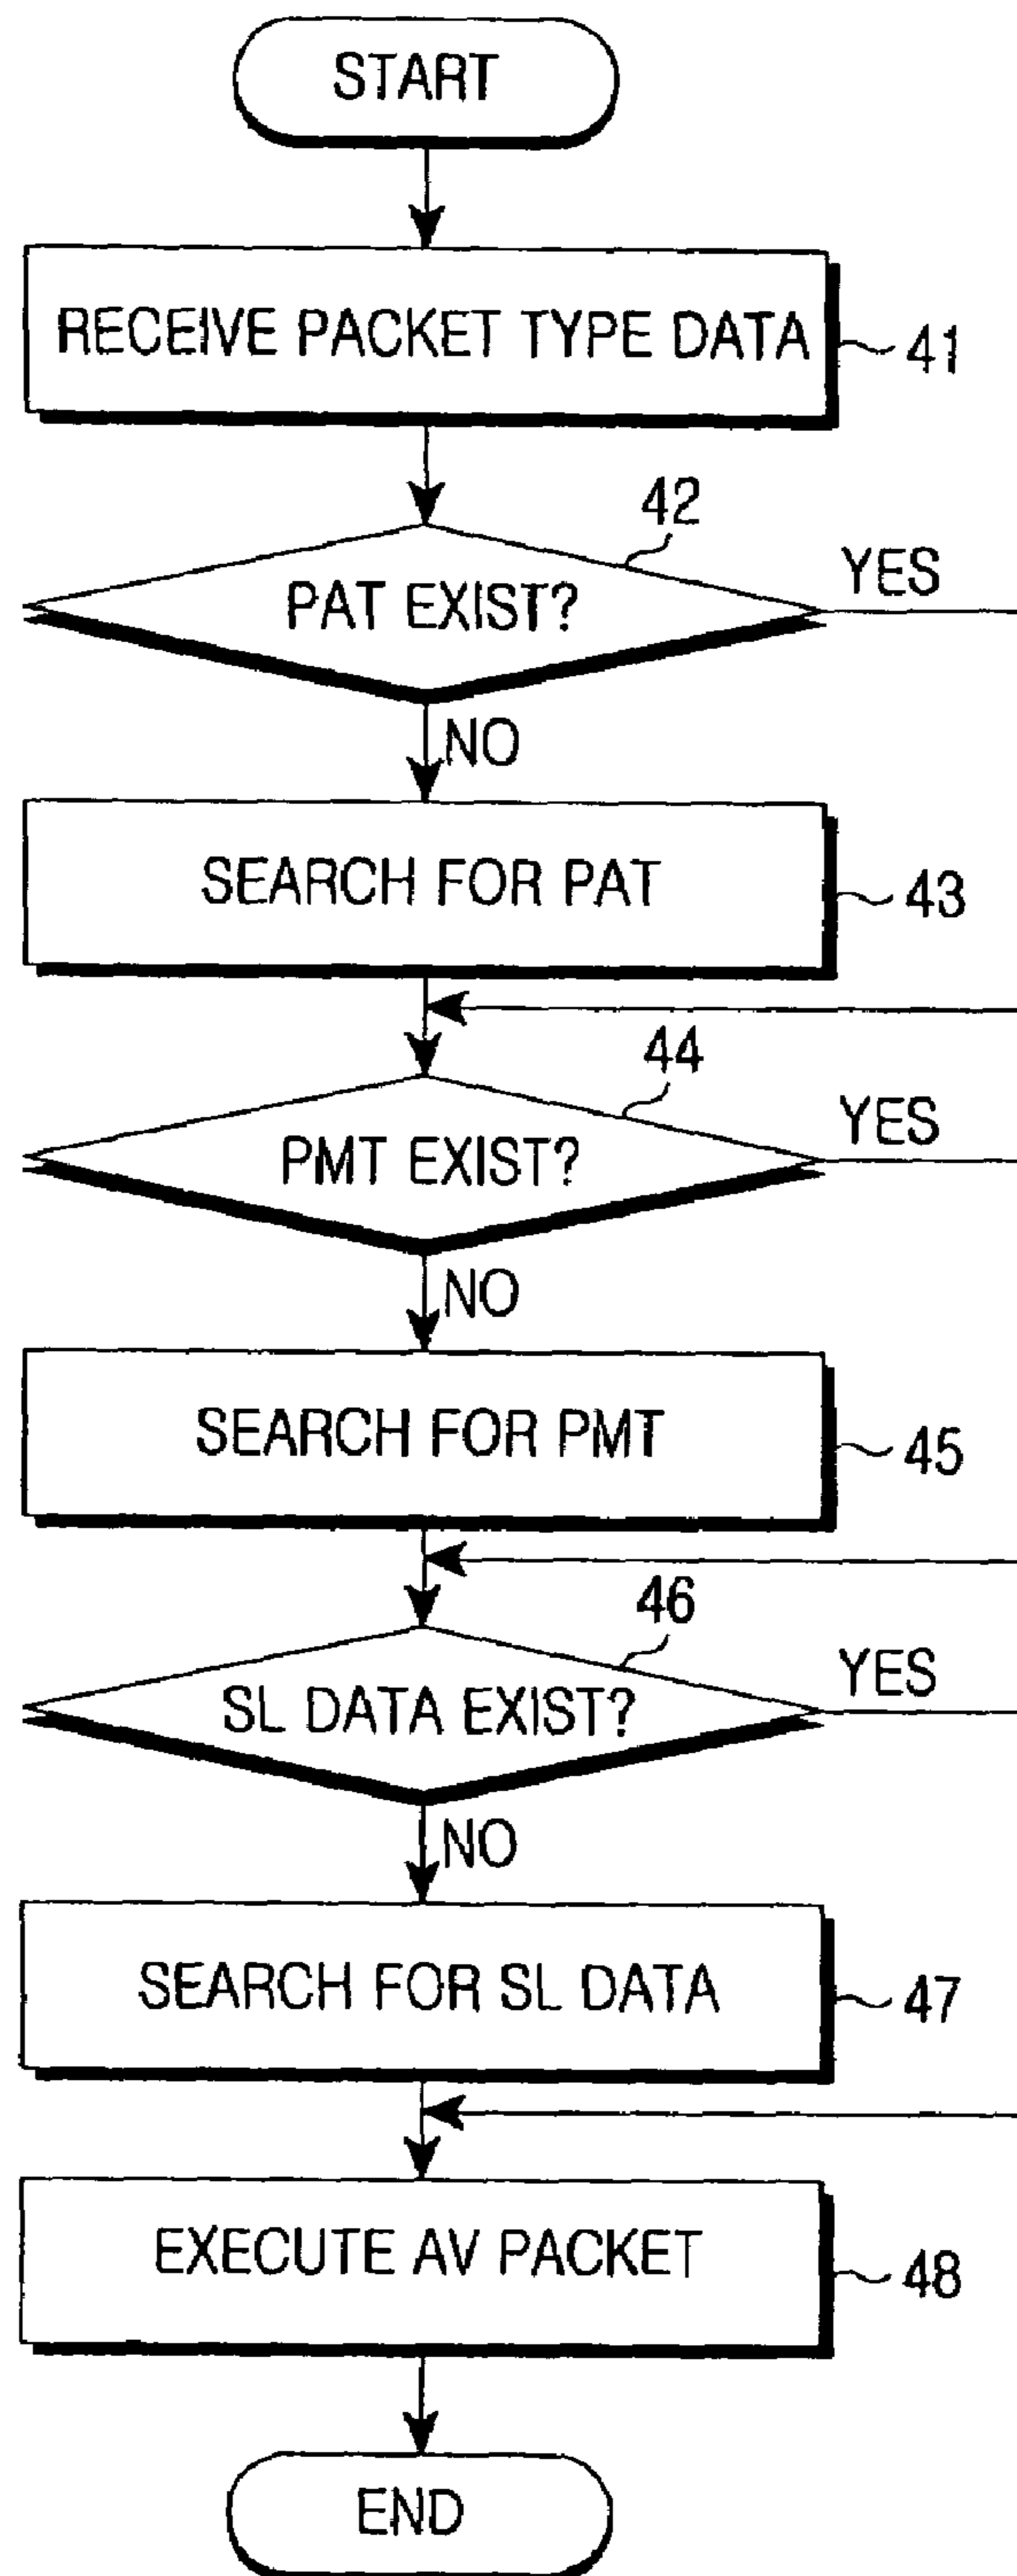 START
RECEIVE PACKET TYPE DATA
41
42
PAT EXIST?
YES
NO
SEARCH FOR PAT
43
44
PMT EXIST?
YES
NO
SEARCH FOR PMT
45
46
SL DATA EXIST?
YES
NO
SEARCH FOR SL DATA
47
EXECUTE AV PACKET
48
END